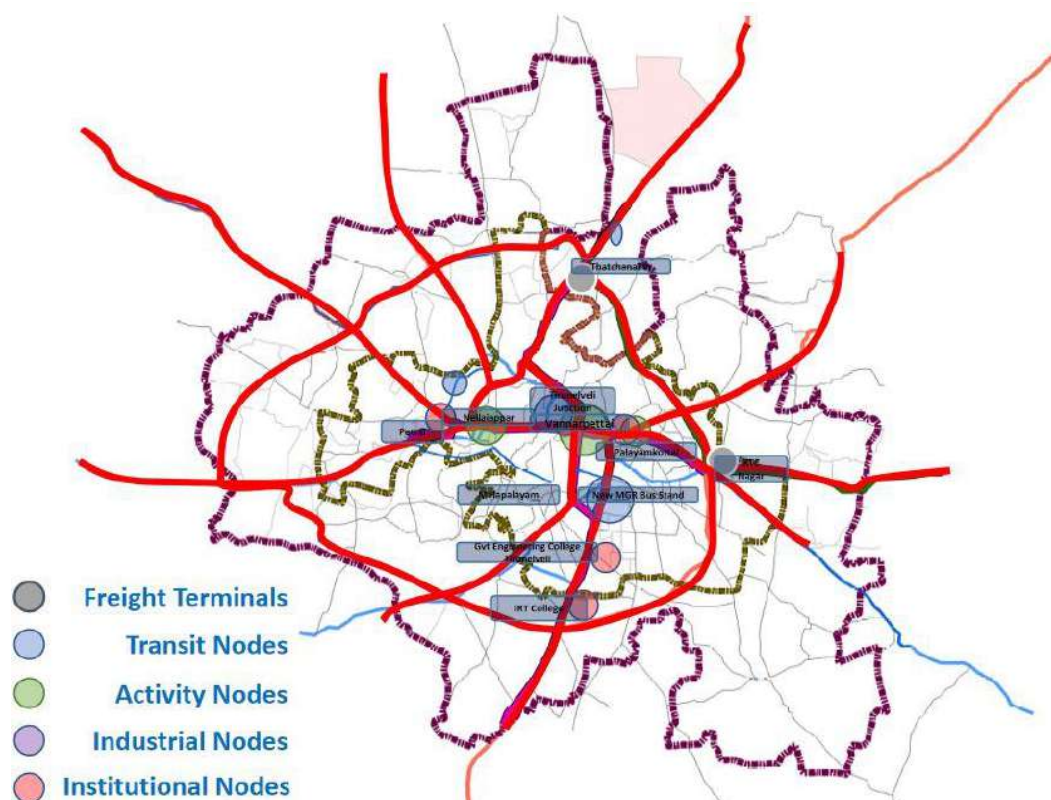 Thatchanallur
Tirunelveli
Junction
Nellaiappar
Vannarpettai
Pettai
Palayamkottai
KTC
Nagar
Melapalayam
New MGR Bus Stand
Gvt Engineering College
Tirunelveli
IRT College
Freight Terminals
Transit Nodes
Activity Nodes
Industrial Nodes
Institutional Nodes